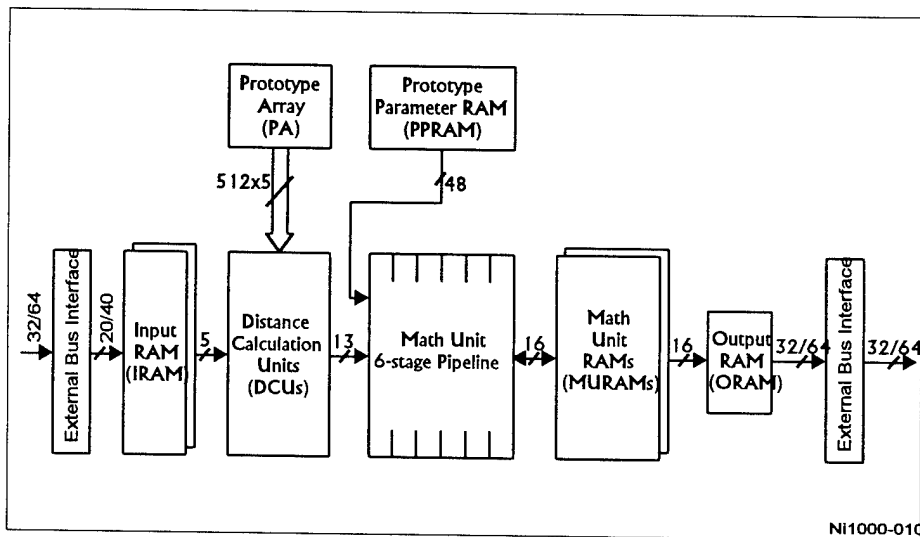 Prototype
Array
(PA)
Prototype
Parameter RAM
(PPRAM)
512x5
48
32/64
External Bus Interface
20/40
Input
RAM
(IRAM)
5
Distance
Calculation
Units
(DCUs)
13
Math Unit
6-stage Pipeline
16
Math
Unit
RAMs
(MURAMs)
16
Output
RAM
(ORAM)
32/64
External Bus Interface
32/64
Ni1000-010